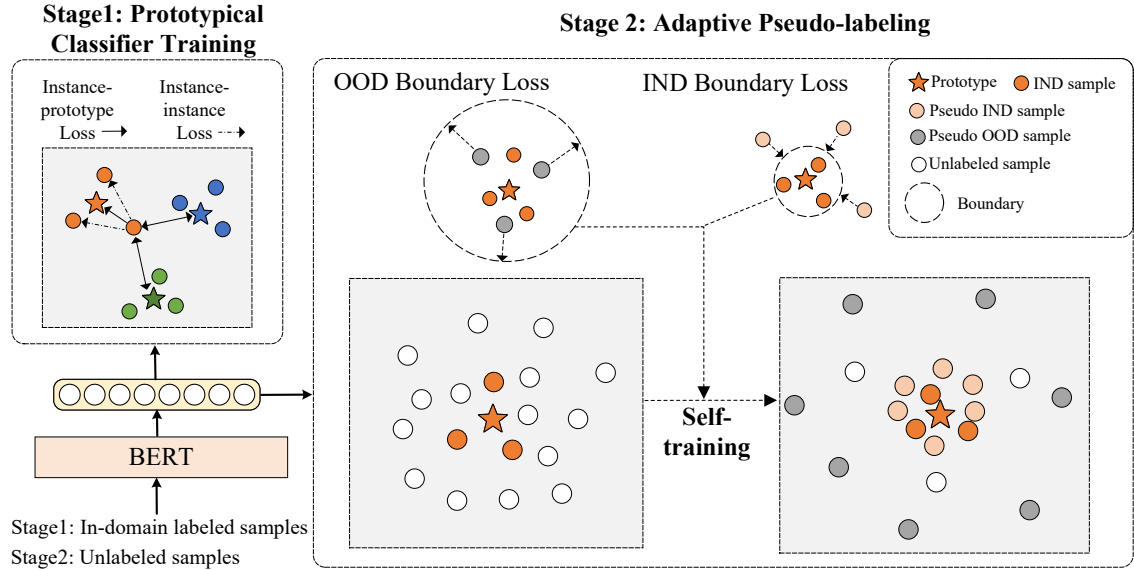 Stage1: Prototypical
Classifier Training
Instance-
prototype
Loss
Instance-
instance
Loss
BERT
Stage1: In-domain labeled samples
Stage2: Unlabeled samples
Stage 2: Adaptive Pseudo-labeling
OOD Boundary Loss
IND Boundary Loss
Prototype
IND sample
Pseudo IND sample
Pseudo OOD sample
Unlabeled sample
Boundary
Self-
training